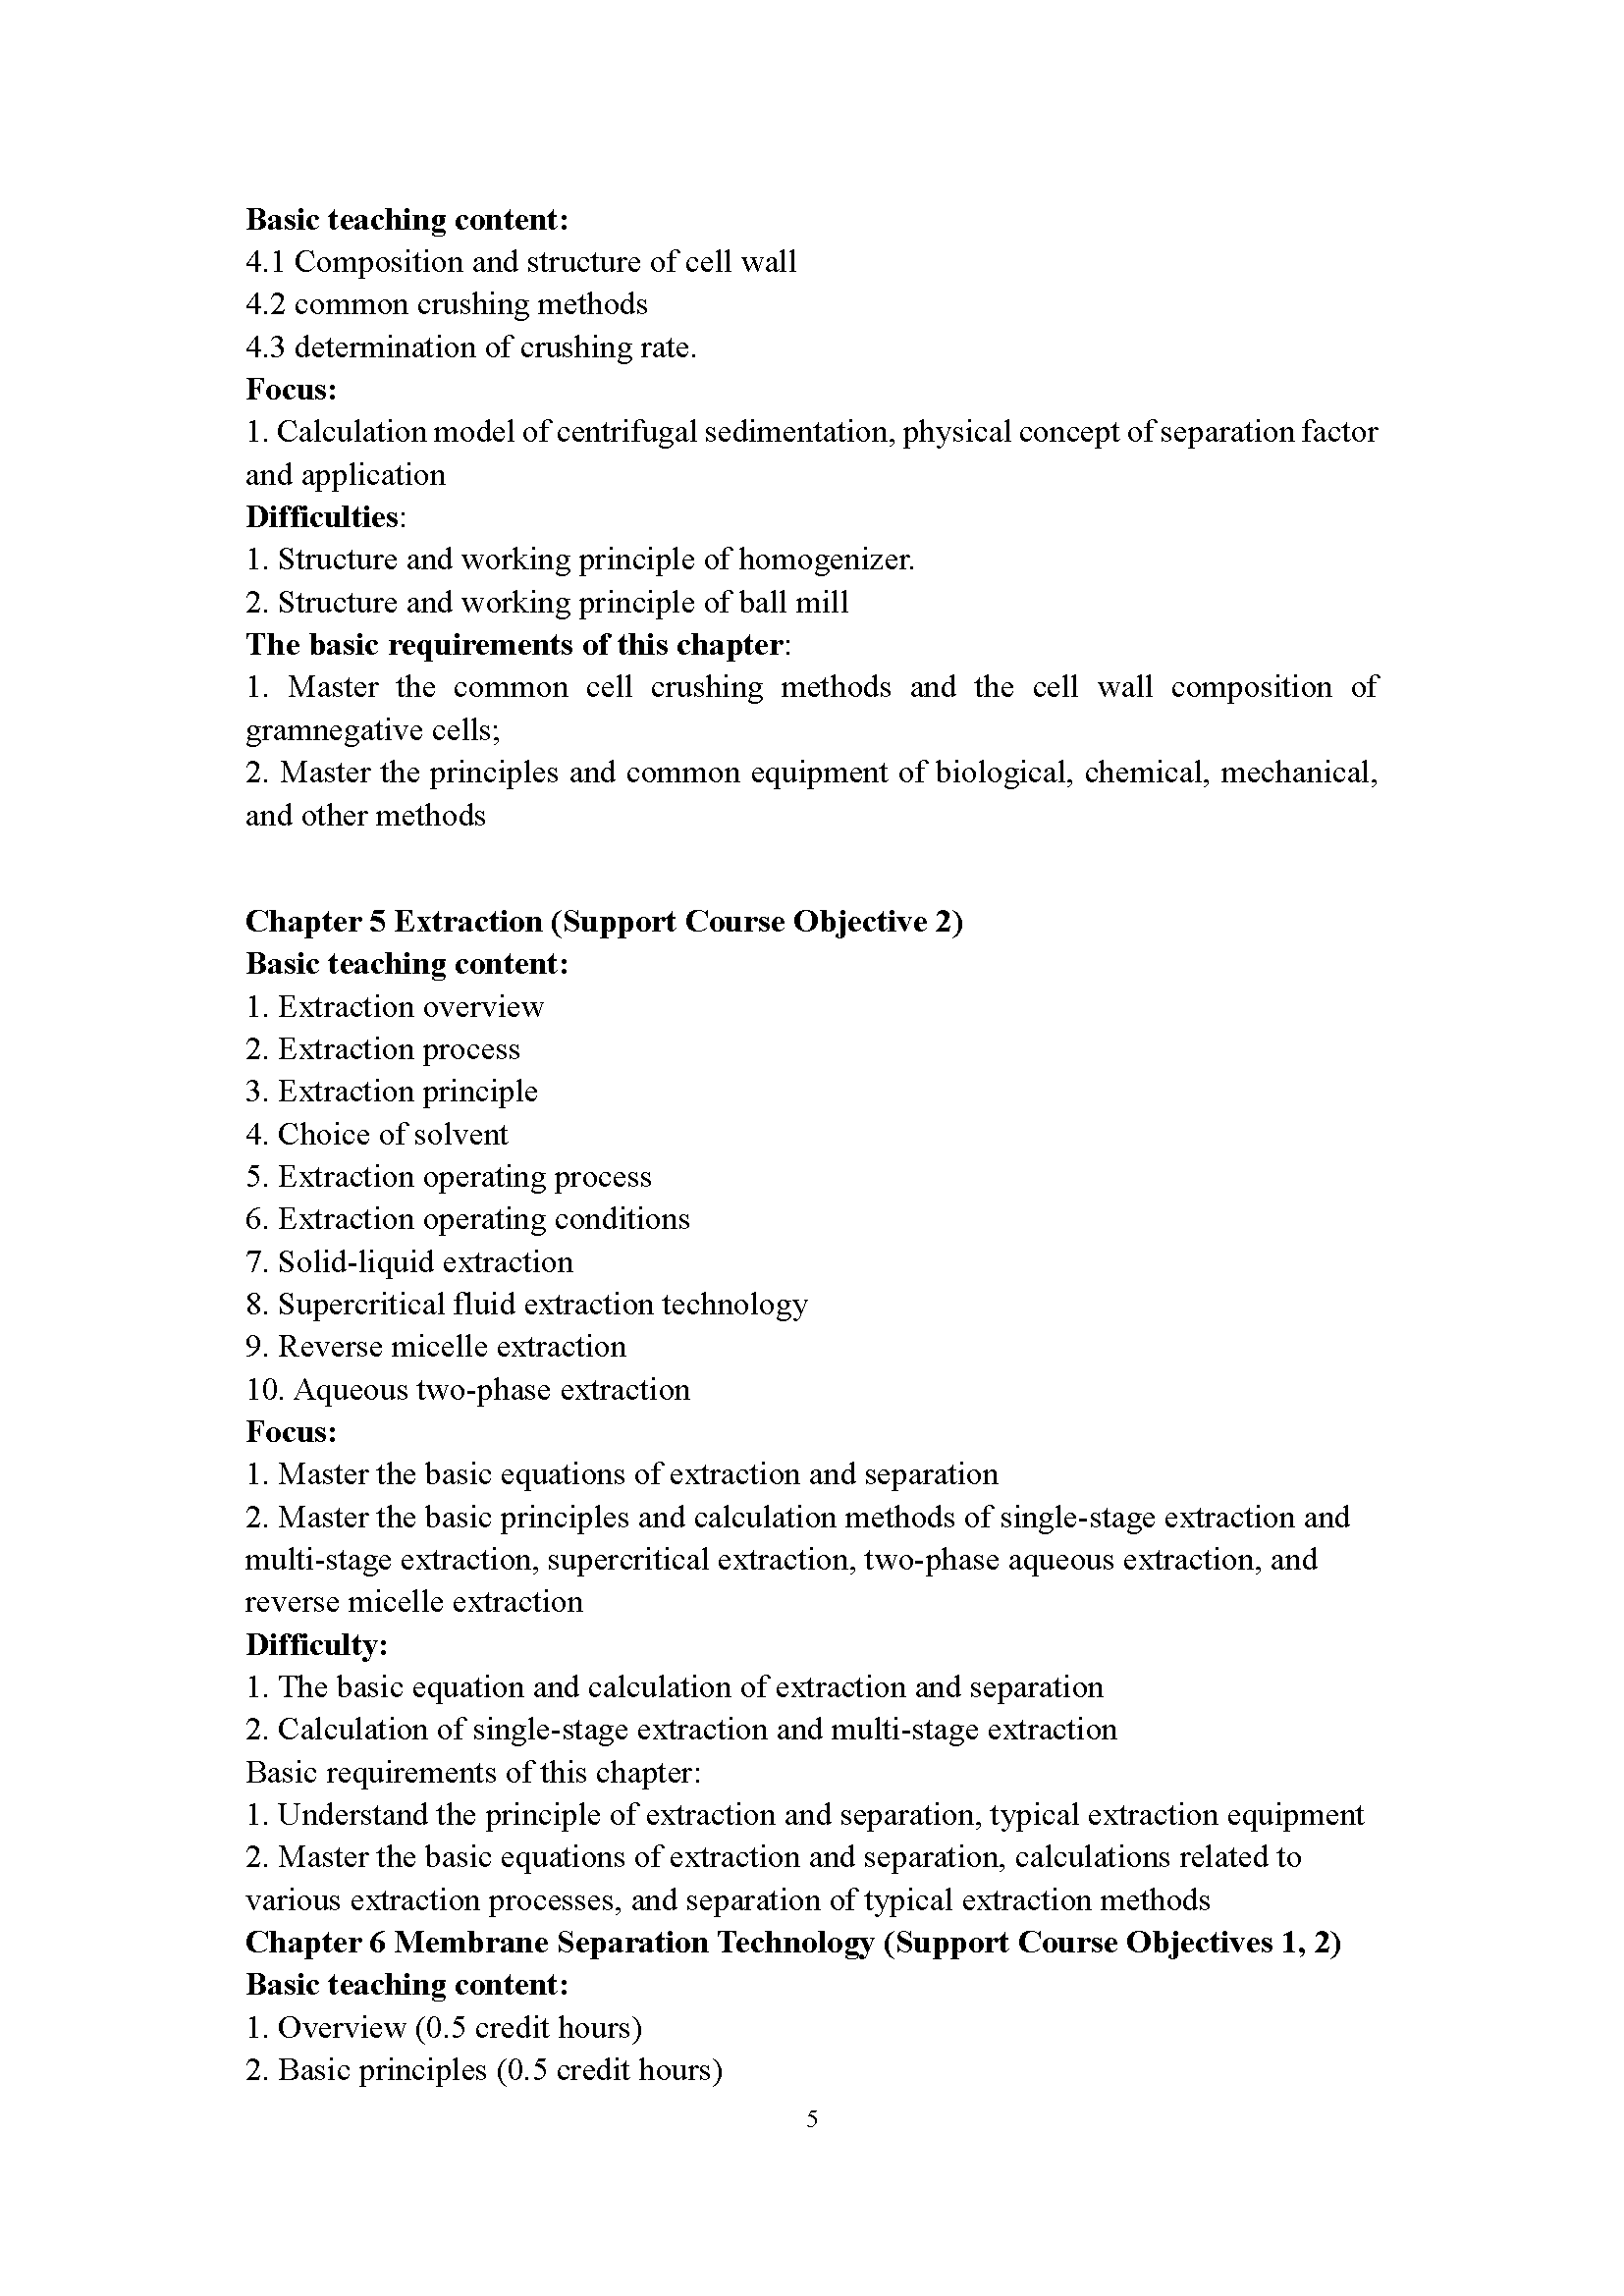 Basic teaching content:
4.1 Composition and structure of cell wall
4.2 common crushing methods
4.3 determination of crushing rate.
Focus:
1. Calculation model of centrifugal sedimentation, physical concept of separation factor
and application
Difficulties:
1. Structure and working principle of homogenizer.
2. Structure and working principle of ball mill
The basic requirements of this chapter:
1. Master the common cell crushing methods and the cell wall composition of
gramnegative cells;
2. Master the principles and common equipment of biological, chemical, mechanical,
and other methods
Chapter 5 Extraction (Support Course Objective 2)
Basic teaching content:
1. Extraction overview
2. Extraction process
3. Extraction principle
4. Choice of solvent
5. Extraction operating process
6. Extraction operating conditions
7. Solid-liquid extraction
8. Supercritical fluid extraction technology
9. Reverse micelle extraction
10. Aqueous two-phase extraction
Focus:
1. Master the basic equations of extraction and separation
2. Master the basic principles and calculation methods of single-stage extraction and
multi-stage extraction, supercritical extraction, two-phase aqueous extraction, and
reverse micelle extraction
Difficulty:
1. The basic equation and calculation of extraction and separation
2. Calculation of single-stage extraction and multi-stage extraction
Basic requirements of this chapter:
1. Understand the principle of extraction and separation, typical extraction equipment
2. Master the basic equations of extraction and separation, calculations related to
various extraction processes, and separation of typical extraction methods
Chapter 6 Membrane Separation Technology (Support Course Objectives 1, 2)
Basic teaching content:
1. Overview (0.5 credit hours)
2. Basic principles (0.5 credit hours)
5